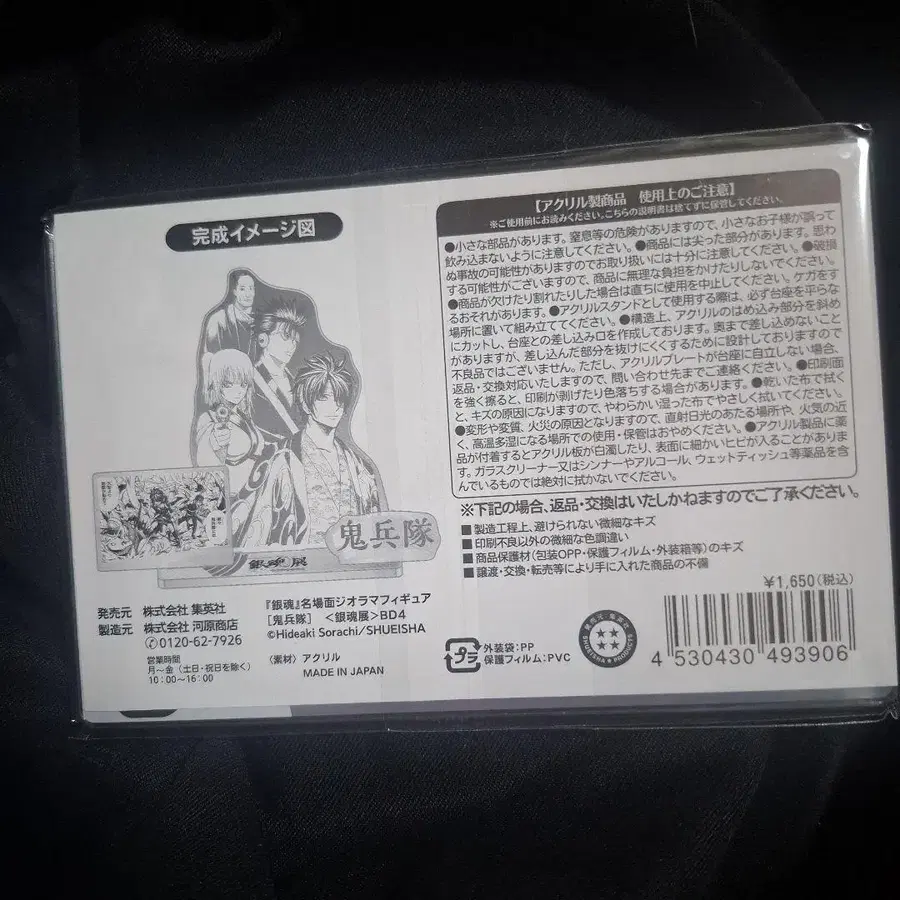 完成イメージ図
鬼兵隊
銀魂展
発売元 株式会社 集英社
製造元 株式会社 河原商店
✆0120-62-7926
営業時間
月～金（土日・祝日を除く）
10：00～16：00
『銀魂』名場面ジオラマフィギュア
［鬼兵隊］ ＜銀魂展＞BD4
©Hideaki Sorachi/SHUEISHA
〈素材〉アクリル
MADE IN JAPAN
【アクリル製商品 使用上のご注意】
※ご使用前にお読みください。こちらの説明書は捨てずに保管してください。
●小さな部品があります。窒息等の危険がありますので、小さなお子様が誤って
飲み込まないように注意してください。●商品には尖った部分があります。思わ
ぬ事故の可能性がありますのでお取り扱いには十分に注意してください。●破損
する可能性がございますので、商品に無理な負担をかけたりしないでください。
●商品が欠けたり割れたりした場合は直ちに使用を中止してください。ケガをす
るおそれがあります。●アクリルスタンドとして使用する際は、必ず台座を平らな
場所に置いて組み立ててください。●構造上、アクリルのはめ込み部分を斜め
にカットし、台座との差し込み口を作成しております。奥まで差し込めないこと
がありますが、差し込んだ部分を抜けにくくするために設計しておりますので
不良品ではございません。ただし、アクリルプレートが台座に自立しない場合、
返品・交換対応いたしますので、問い合わせ先までご連絡ください。●印刷面
を強く擦ると、印刷が剥げたり色落ちする場合があります。●乾いた布で拭く
と、キズの原因になりますので、やわらかい湿った布でやさしく拭いてください。
●変形や変質、火災の原因となりますので、直射日光のあたる場所や、火気の近
く、高温多湿になる場所での使用・保管はおやめください。●アクリル製品に薬
品が付着するとアクリル板が白濁したり、表面に細かいヒビが入ることがありま
す。ガラスクリーナー又はシンナーやアルコール、ウェットティッシュ等薬品を含
んでいるものでは絶対に拭かないでください。
※下記の場合、返品・交換はいたしかねますのでご了承ください。
■製造工程上、避けられない微細なキズ
■印刷不良以外の微細な色調違い
■商品保護材（包装OPP・保護フィルム・外装箱等）のキズ
■譲渡・交換・転売等により手に入れた商品の不備
¥1,650（税込）
プラ
外装袋：PP
保護フィルム：PVC
4 530430 493906